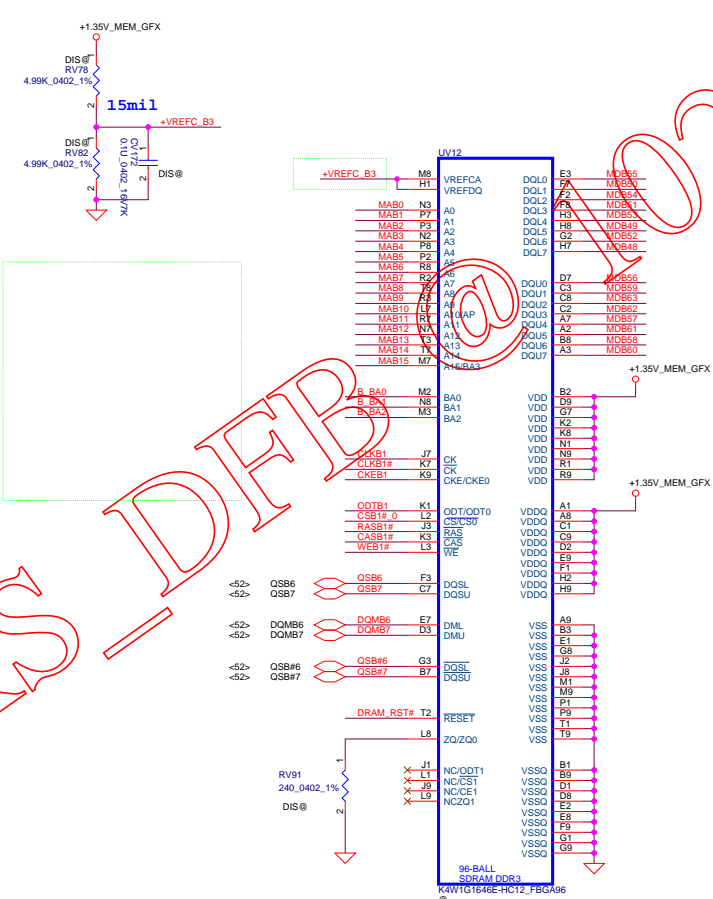 +1.35V_MEM_GFX
DIS@
RV78
4.99K_0402_1%
1
2
15mil
+VREFC_B3
DIS@
RV82
4.99K_0402_1%
1
2
CV172
0.1U_0402_16V7K
1
2
DIS@
UV12
+VREFC_B3 M8 VREFCA
H1 VREFDQ
MAB0 N3 A0
MAB1 P7 A1
MAB2 P3 A2
MAB3 N2 A3
MAB4 P8 A4
MAB5 P2 A5
MAB6 R8 A6
MAB7 R2 A7
MAB8 T8 A8
MAB9 R3 A9
MAB10 L7 A10/AP
MAB11 R7 A11
MAB12 N7 A12
MAB13 T3 A13
MAB14 T7 A14
MAB15 M7 A15/BA3
B_BA0 M2 BA0
B_BA1 N8 BA1
B_BA2 M3 BA2
CLKB1 J7 CK
CLKB1# K7 CK
CKEB1 K9 CKE/CKE0
ODTB1 K1 ODT/ODT0
CSB1#_0 L2 CS/CS0
RASB1# J3 RAS
CASB1# K3 CAS
WEB1# L3 WE
<52> QSB6 QSB6 F3 DQSL
<52> QSB7 QSB7 C7 DQSU
<52> DQMB6 DQMB6 E7 DML
<52> DQMB7 DQMB7 D3 DMU
<52> QSB#6 QSB#6 G3 DQSL
<52> QSB#7 QSB#7 B7 DQSU
DRAM_RST# T2 RESET
L8 ZQ/ZQ0
RV91
240_0402_1%
DIS@
1
2
J1 NC/ODT1
L1 NC/CS1
J9 NC/CE1
L9 NCZQ1
DQL0 E3 MDB55
DQL1 F7 MDB50
DQL2 F2 MDB54
DQL3 F8 MDB51
DQL4 H3 MDB53
DQL5 H8 MDB49
DQL6 G2 MDB52
DQL7 H7 MDB48
DQU0 D7 MDB56
DQU1 C3 MDB59
DQU2 C8 MDB63
DQU3 C2 MDB62
DQU4 A7 MDB57
DQU5 A2 MDB61
DQU6 B8 MDB58
DQU7 A3 MDB60
+1.35V_MEM_GFX
VDD B2
VDD D9
VDD G7
VDD K2
VDD K8
VDD N1
VDD N9
VDD R1
VDD R9
+1.35V_MEM_GFX
VDDQ A1
VDDQ A8
VDDQ C1
VDDQ C9
VDDQ D2
VDDQ E9
VDDQ F1
VDDQ H2
VDDQ H9
VSS A9
VSS B3
VSS E1
VSS G8
VSS J2
VSS J8
VSS M1
VSS M9
VSS P1
VSS P9
VSS T1
VSS T9
VSSQ B1
VSSQ B9
VSSQ D1
VSSQ D8
VSSQ E2
VSSQ E8
VSSQ F9
VSSQ G1
VSSQ G9
96-BALL
SDRAM DDR3
K4W1G1646E-HC12_FBGA96
@
S_DFB@